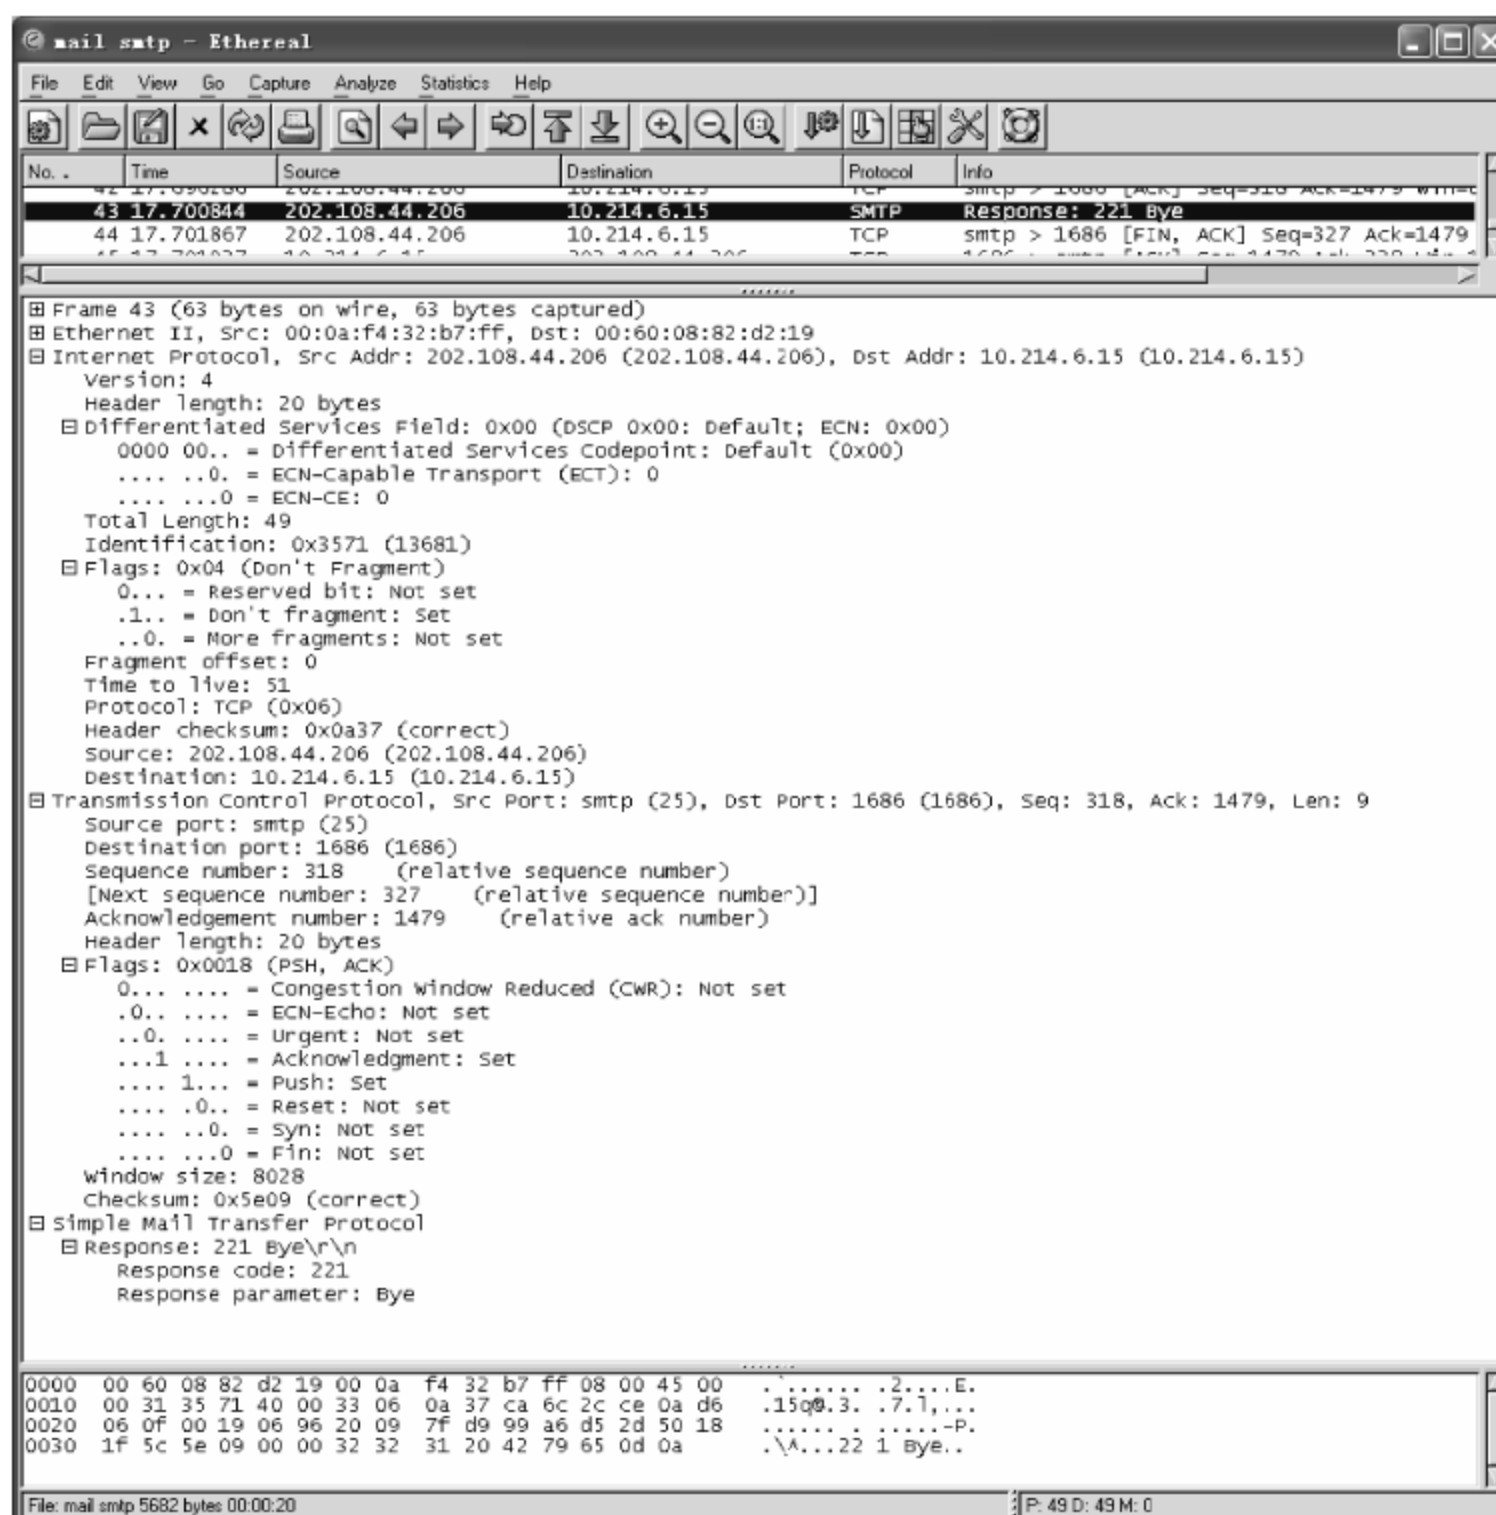 mail smtp - Ethereal
File Edit View Go Capture Analyze Statistics Help
No. . Time Source Destination Protocol Info
43 17.700844 202.108.44.206 10.214.6.15 SMTP Response: 221 Bye
44 17.701867 202.108.44.206 10.214.6.15 TCP smtp > 1686 [FIN, ACK] Seq=327 Ack=1479
Frame 43 (63 bytes on wire, 63 bytes captured)
Ethernet II, Src: 00:0a:f4:32:b7:ff, Dst: 00:60:08:82:d2:19
Internet Protocol, Src Addr: 202.108.44.206 (202.108.44.206), Dst Addr: 10.214.6.15 (10.214.6.15)
Version: 4
Header length: 20 bytes
Differentiated Services Field: 0x00 (DSCP 0x00: Default; ECN: 0x00)
0000 00.. = Differentiated Services Codepoint: Default (0x00)
.... ..0. = ECN-Capable Transport (ECT): 0
.... ...0 = ECN-CE: 0
Total Length: 49
Identification: 0x3571 (13681)
Flags: 0x04 (Don't Fragment)
0... = Reserved bit: Not set
.1.. = Don't fragment: Set
..0. = More fragments: Not set
Fragment offset: 0
Time to live: 51
Protocol: TCP (0x06)
Header checksum: 0x0a37 (correct)
Source: 202.108.44.206 (202.108.44.206)
Destination: 10.214.6.15 (10.214.6.15)
Transmission Control Protocol, Src Port: smtp (25), Dst Port: 1686 (1686), Seq: 318, Ack: 1479, Len: 9
Source port: smtp (25)
Destination port: 1686 (1686)
Sequence number: 318 (relative sequence number)
[Next sequence number: 327 (relative sequence number)]
Acknowledgement number: 1479 (relative ack number)
Header length: 20 bytes
Flags: 0x0018 (PSH, ACK)
0... .... = Congestion Window Reduced (CWR): Not set
.0.. .... = ECN-Echo: Not set
..0. .... = Urgent: Not set
...1 .... = Acknowledgment: Set
.... 1... = Push: Set
.... .0.. = Reset: Not set
.... ..0. = Syn: Not set
.... ...0 = Fin: Not set
Window size: 8028
Checksum: 0x5e09 (correct)
Simple Mail Transfer Protocol
Response: 221 Bye\r\n
Response code: 221
Response parameter: Bye
0000 00 60 08 82 d2 19 00 0a f4 32 b7 ff 08 00 45 00 .`...... .2....E.
0010 00 31 35 71 40 00 33 06 0a 37 ca 6c 2c ce 0a d6 .15q@.3. .7.l,...
0020 06 0f 00 19 06 96 20 09 7f d9 99 a6 d5 2d 50 18 ...... . .....-P.
0030 1f 5c 5e 09 00 00 32 32 31 20 42 79 65 0d 0a .\^...22 1 Bye..
File: mail smtp 5682 bytes 00:00:20 P: 49 D: 49 M: 0